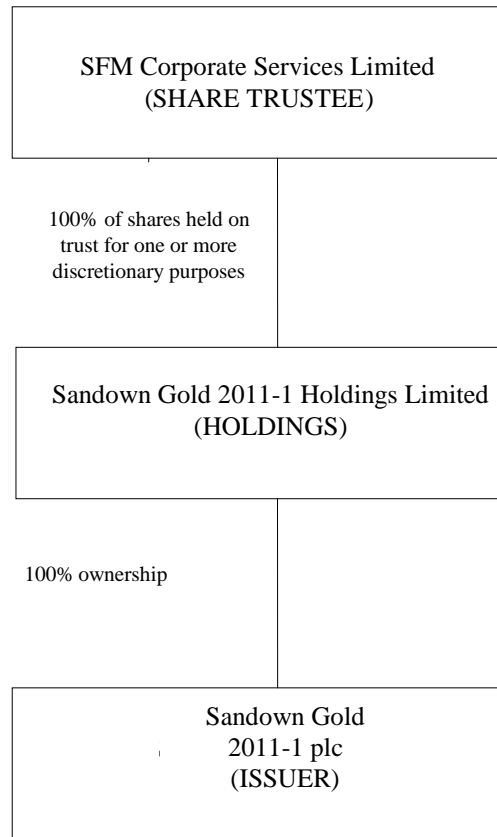 SFM Corporate Services Limited
(SHARE TRUSTEE)
100% of shares held on
trust for one or more
discretionary purposes
Sandown Gold 2011-1 Holdings Limited
(HOLDINGS)
100% ownership
Sandown Gold
2011-1 plc
(ISSUER)